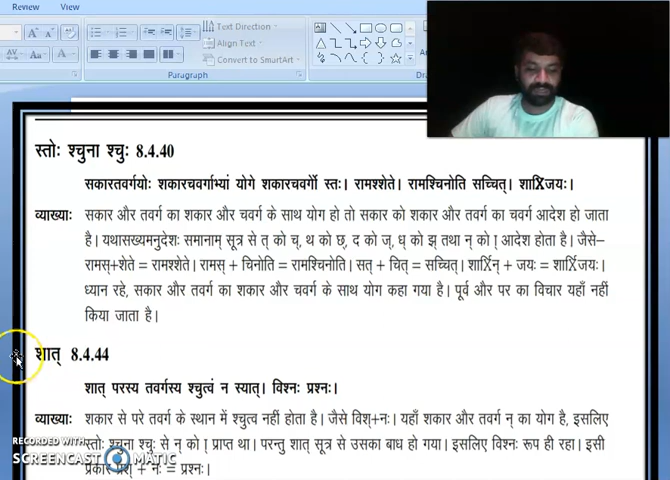 Text Direction
Align Text
Convert to SmartArt
Paragraph
स्तोः श्चुना श्चुः 8.4.40
सकारतवर्गयोः शकारचवर्गाभ्यां योगे शकारचवर्गौ स्तः। रामश्शेते। रामश्चिनोति सच्चित्। शार्ङ्गिञ्जयः।
व्याख्याः सकार और तवर्ग का शकार और चवर्ग के साथ योग हो तो सकार को शकार और तवर्ग का चवर्ग आदेश हो जाता
है। यथासख्यमनुदेशः समानाम् सूत्र से त् को च्, थ को छ्, द को ज्, ध् को झ् तथा न् को ् आदेश होता है। जैसे–
रामस्+शेते = रामश्शेते। रामस् + चिनोति = रामश्चिनोति। सत् + चित् = सच्चित्। + जयः =
ध्यान रहे, सकार और तवर्ग का शकार और चवर्ग के साथ योग कहा गया है। पूर्व और पर का विचार यहाँ नहीं
किया जाता है।
शात् 8.4.44
शात् परस्य तवर्गस्य श्चुत्वं न स्यात्। विश्नः प्रश्नः।
व्याख्याः शकार से परे तवर्ग के स्थान में श्चुत्व नहीं होता है। जैसे विश्+नः। यहाँ शकार और तवर्ग न् का योग है, इसलिए
स्तोः श्चुना श्चुः से न् को ् प्राप्त था। परन्तु शात् सूत्र से उसका बाध हो गया। इसलिए विश्नः रूप ही रहा। इसी
प्रकार प्रश् + नः = प्रश्नः।
RECORDED WITH
SCREENCAST MATIC